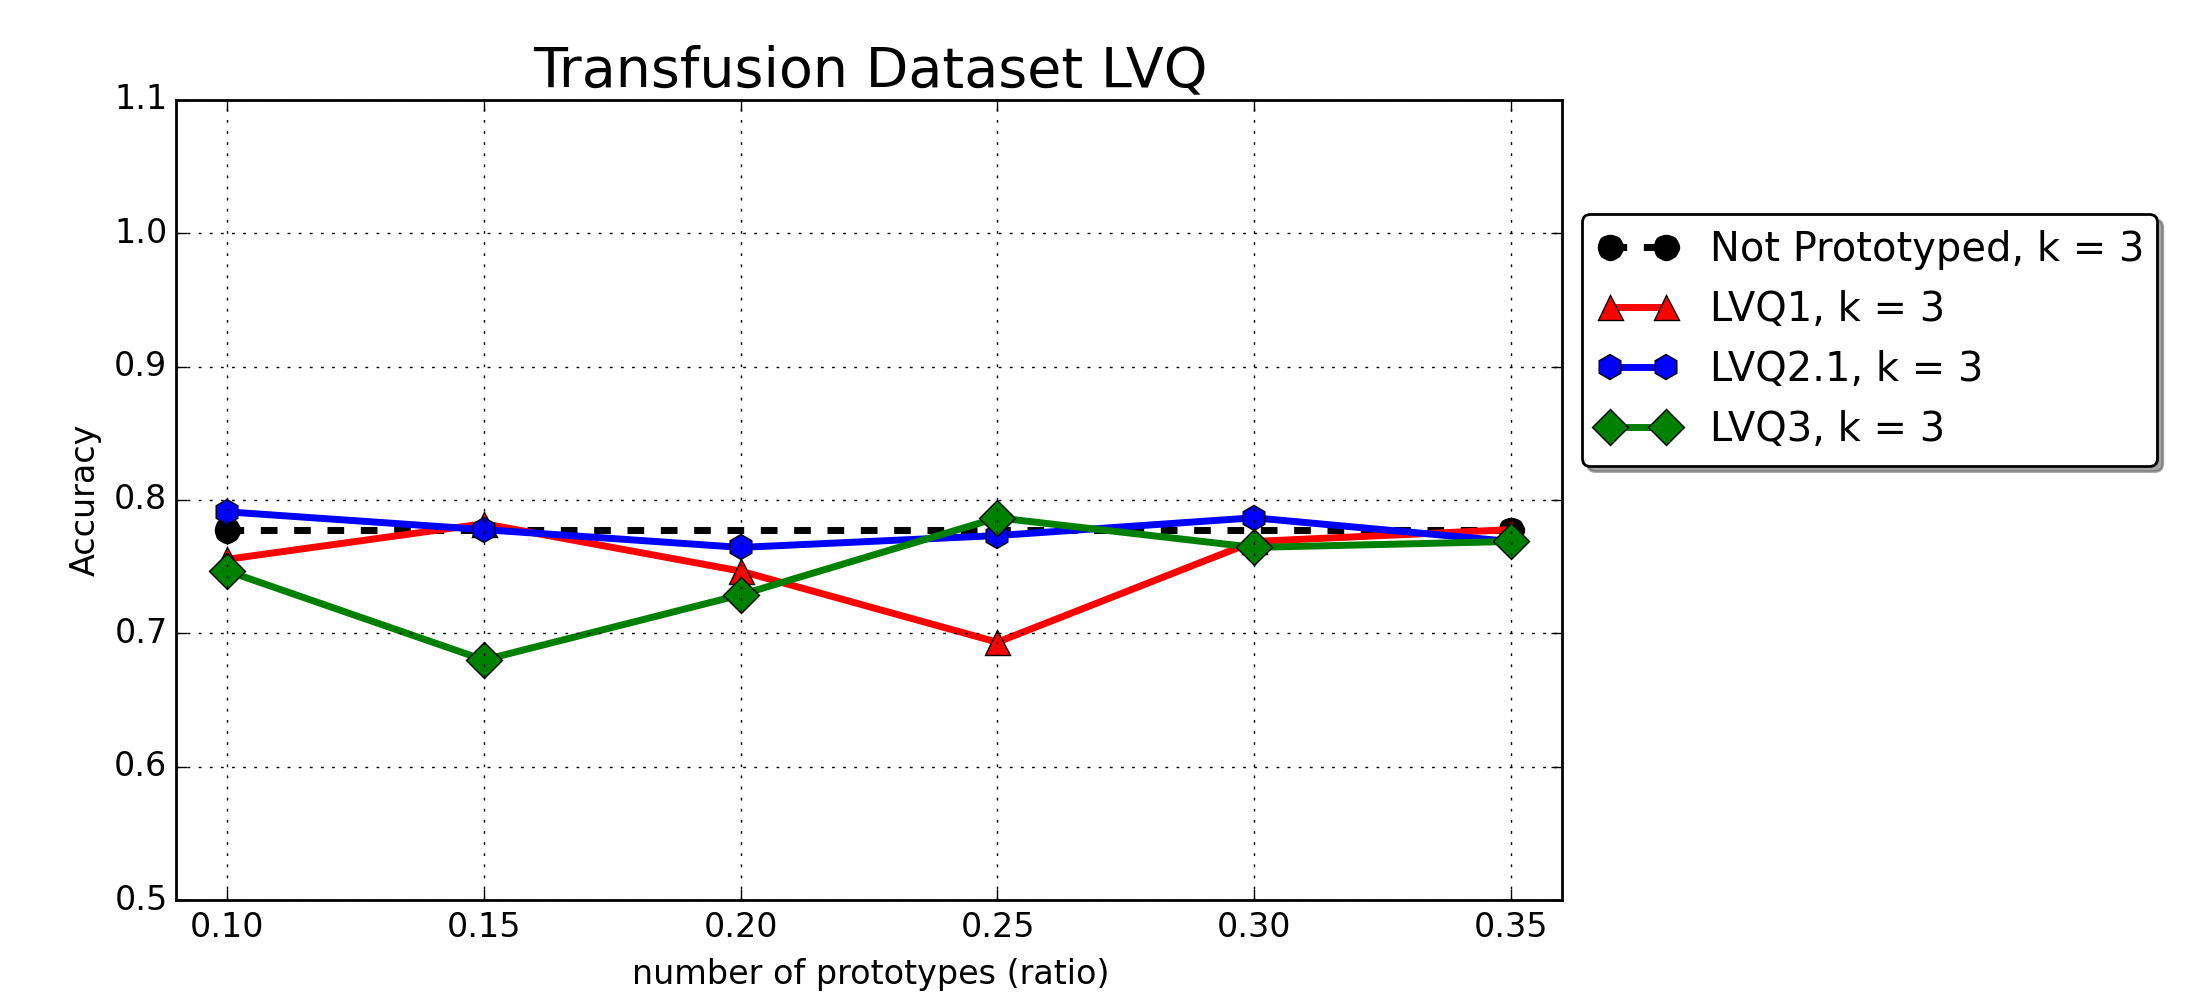 Transfusion Dataset LVQ
1.1
1.0
0.9
0.8
0.7
0.6
0.5
Accuracy
0.10 0.15 0.20 0.25 0.30 0.35
number of prototypes (ratio)
Not Prototyped, k = 3
LVQ1, k = 3
LVQ2.1, k = 3
LVQ3, k = 3